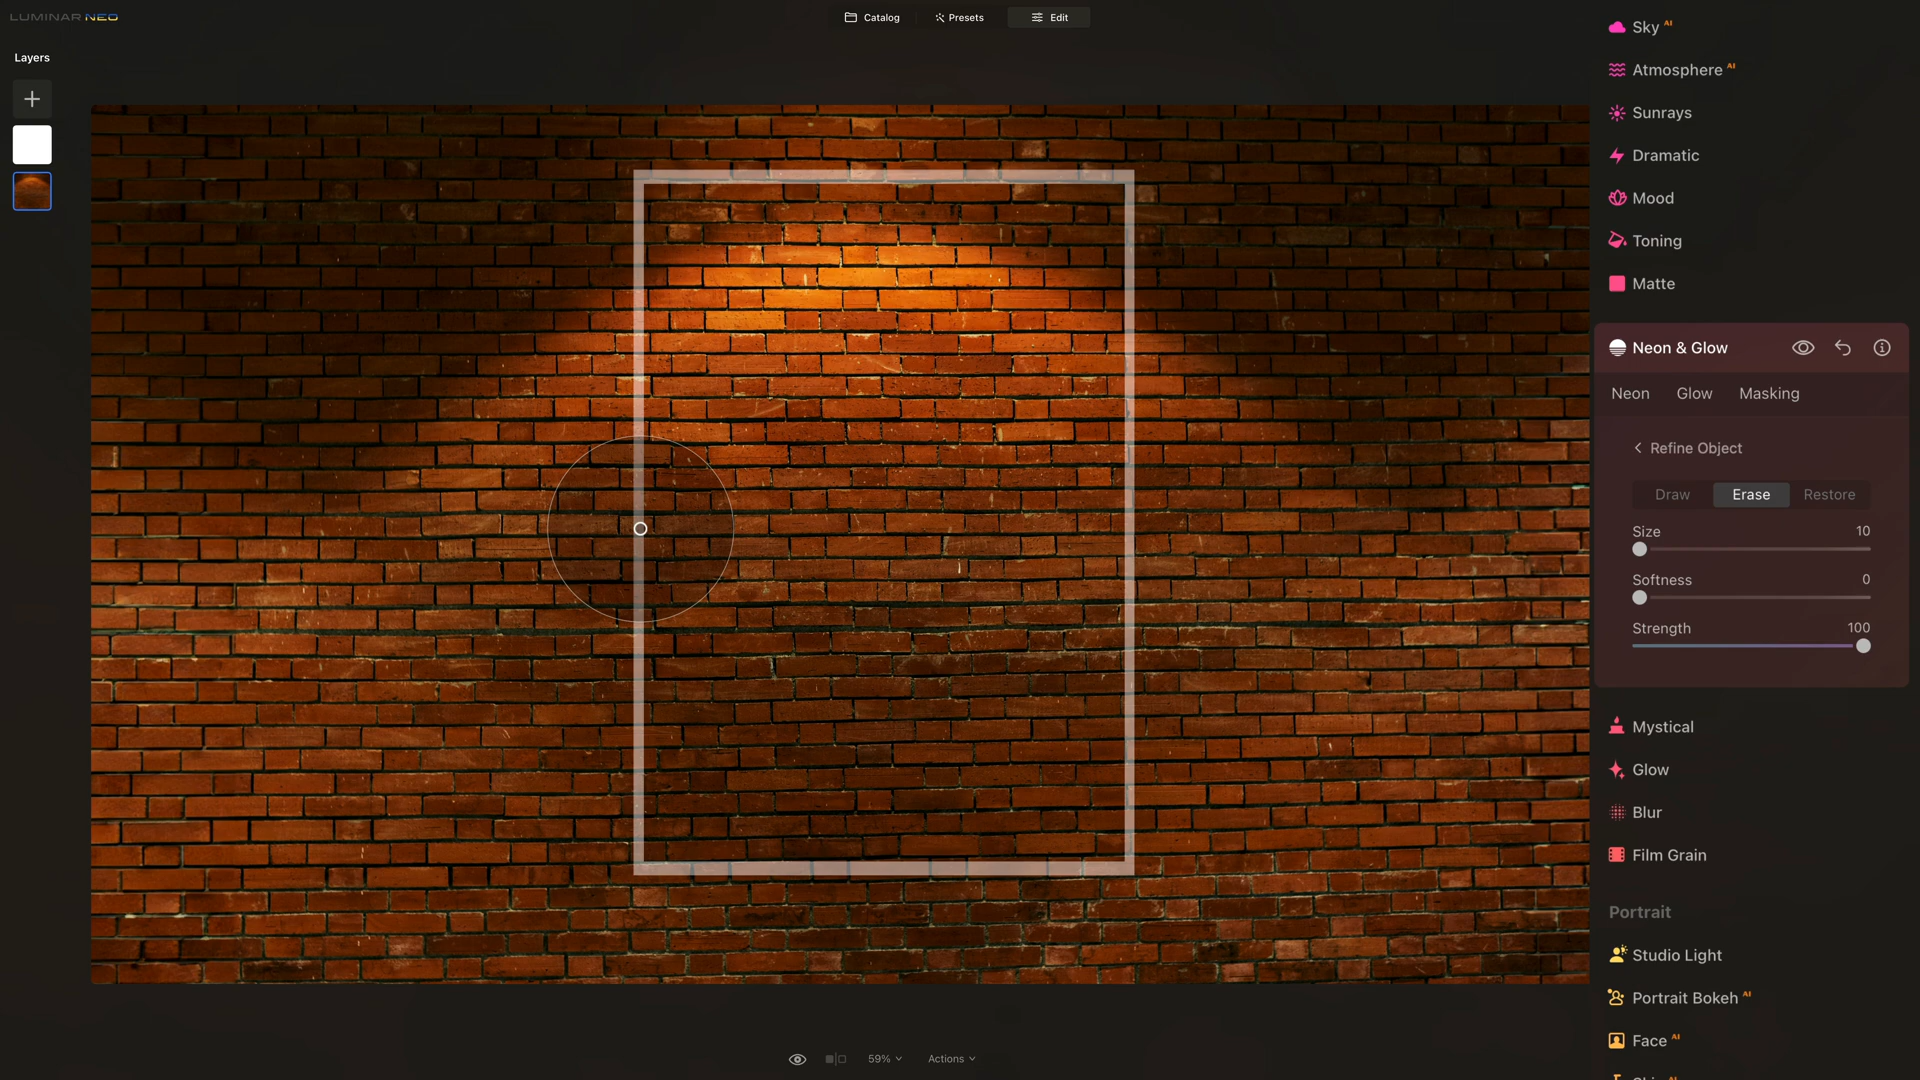 LUMINAR NEO
Catalog
Presets
Edit
Layers
Sky AI
Atmosphere AI
Sunrays
Dramatic
Mood
Toning
Matte
Neon & Glow
Neon
Glow
Masking
Refine Object
Draw
Erase
Restore
Size
10
Softness
0
Strength
100
Mystical
Glow
Blur
Film Grain
Portrait
Studio Light
Portrait Bokeh AI
Face AI
59%
Actions